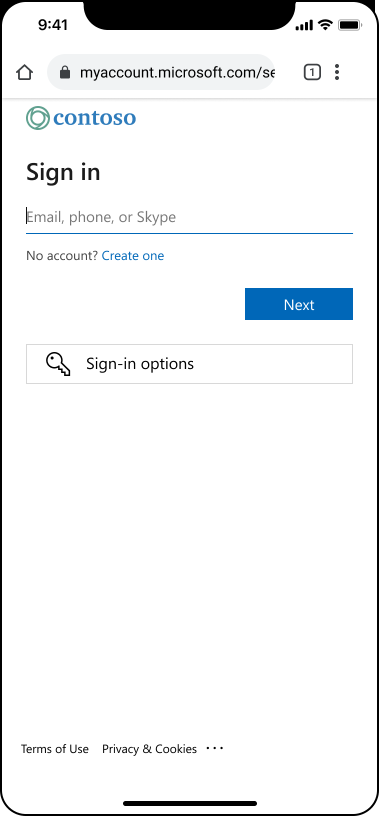 9:41
myaccount.microsoft.com/se
1
contoso
Sign in
Email, phone, or Skype
No account? Create one
Next
Sign-in options
Terms of Use Privacy & Cookies ...